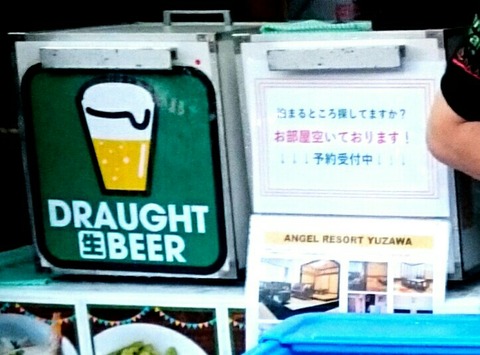 DRAUGHT
生BEER
泊まるところ探してますか？
お部屋空いております！
↓↓↓予約受付中↓↓↓
ANGEL RESORT YUZAWA